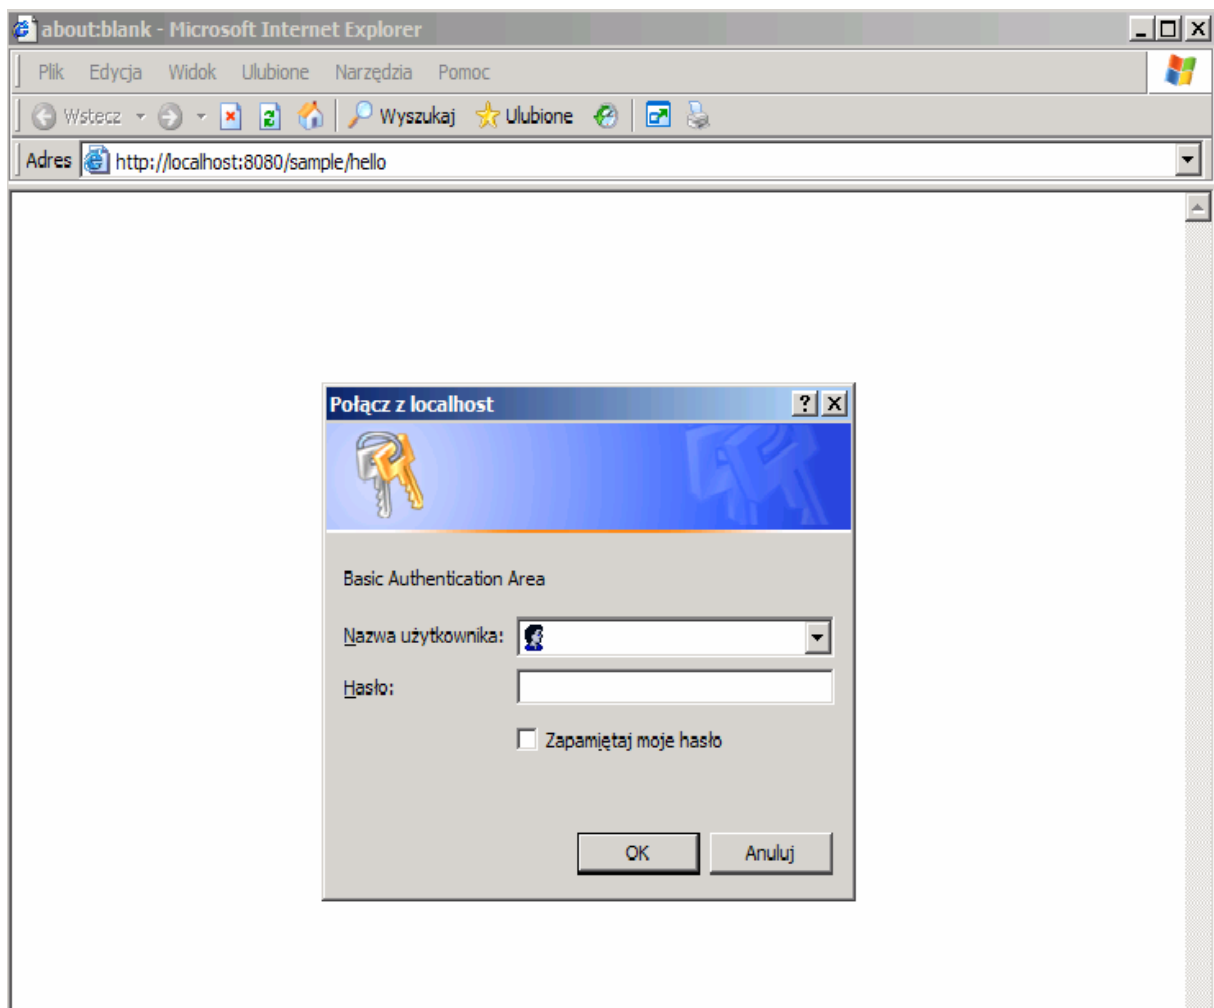 about:blank - Microsoft Internet Explorer
Plik Edycja Widok Ulubione Narzędzia Pomoc
Wstecz Wyszukaj Ulubione
Adres http://localhost:8080/sample/hello
Połącz z localhost
Basic Authentication Area
Nazwa użytkownika:
Hasło:
Zapamiętaj moje hasło
OK Anuluj